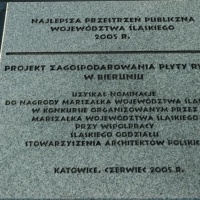 NAJLEPSZA PRZESTRZEŃ PUBLICZNA
WOJEWÓDZTWA ŚLĄSKIEGO
2005 R.
PROJEKT ZAGOSPODAROWANIA PŁYTY
W BIERUNIU
UZYSKAŁ NOMINACJĘ
DO NAGRODY MARSZAŁKA WOJEWÓDZTWA
W KONKURSIE ORGANIZOWANYM PRZEZ
MARSZAŁKA WOJEWÓDZTWA ŚLĄSKIEGO
PRZY WSPÓŁPRACY
ŚLĄSKIEGO ODDZIAŁU
STOWARZYSZENIA ARCHITEKTÓW
KATOWICE, CZERWIEC 2005 R.